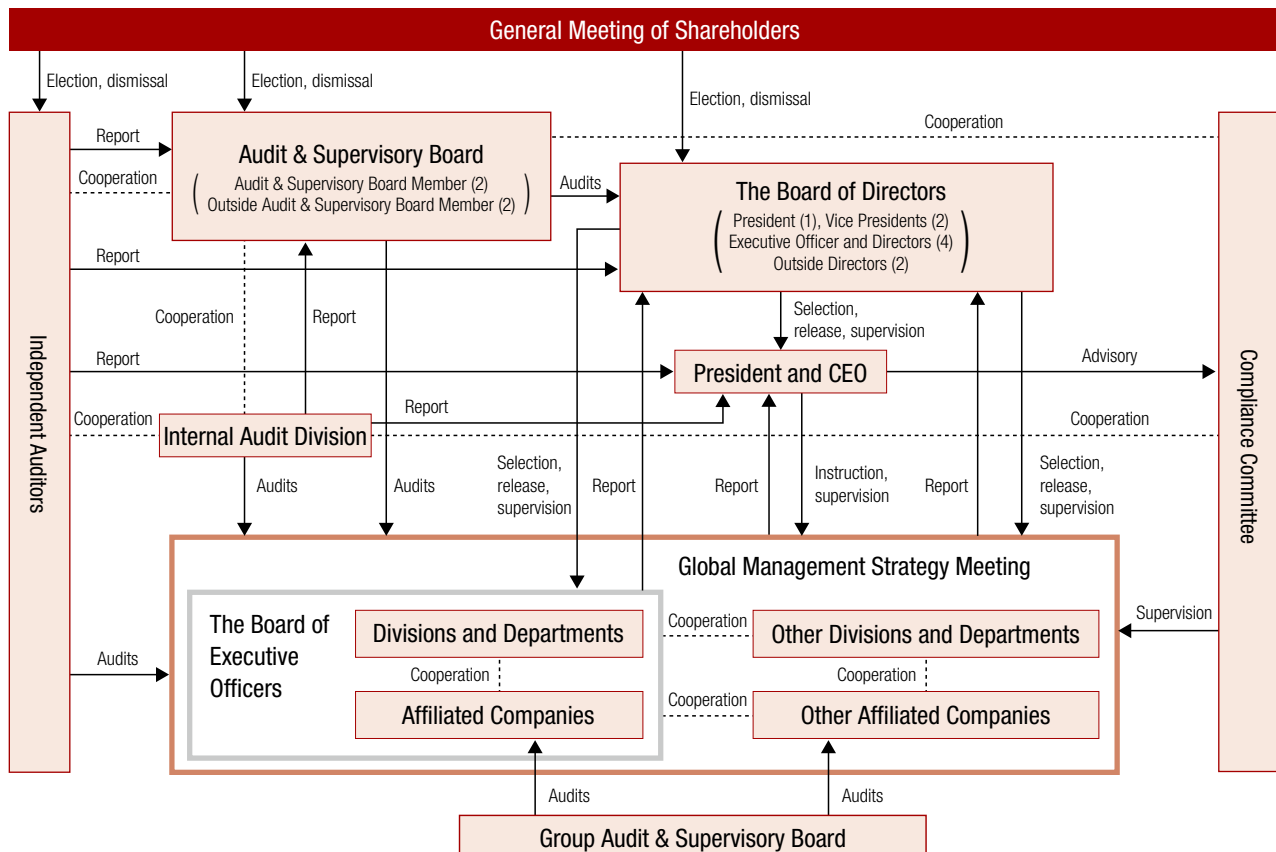 General Meeting of Shareholders
Election, dismissal
Election, dismissal
Election, dismissal
Report
Cooperation
Audit & Supervisory Board
Audit & Supervisory Board Member (2)
Outside Audit & Supervisory Board Member (2)
Cooperation
Audits
The Board of Directors
President (1), Vice Presidents (2)
Executive Officer and Directors (4)
Outside Directors (2)
Report
Cooperation
Report
Selection,
release, supervision
Independent Auditors
Compliance Committee
Report
President and CEO
Advisory
Cooperation
Internal Audit Division
Report
Cooperation
Audits
Audits
Selection,
release,
supervision
Report
Report
Instruction,
supervision
Report
Selection,
release,
supervision
Global Management Strategy Meeting
The Board of
Executive
Officers
Divisions and Departments
Cooperation
Other Divisions and Departments
Supervision
Audits
Cooperation
Cooperation
Affiliated Companies
Cooperation
Other Affiliated Companies
Audits
Audits
Group Audit & Supervisory Board